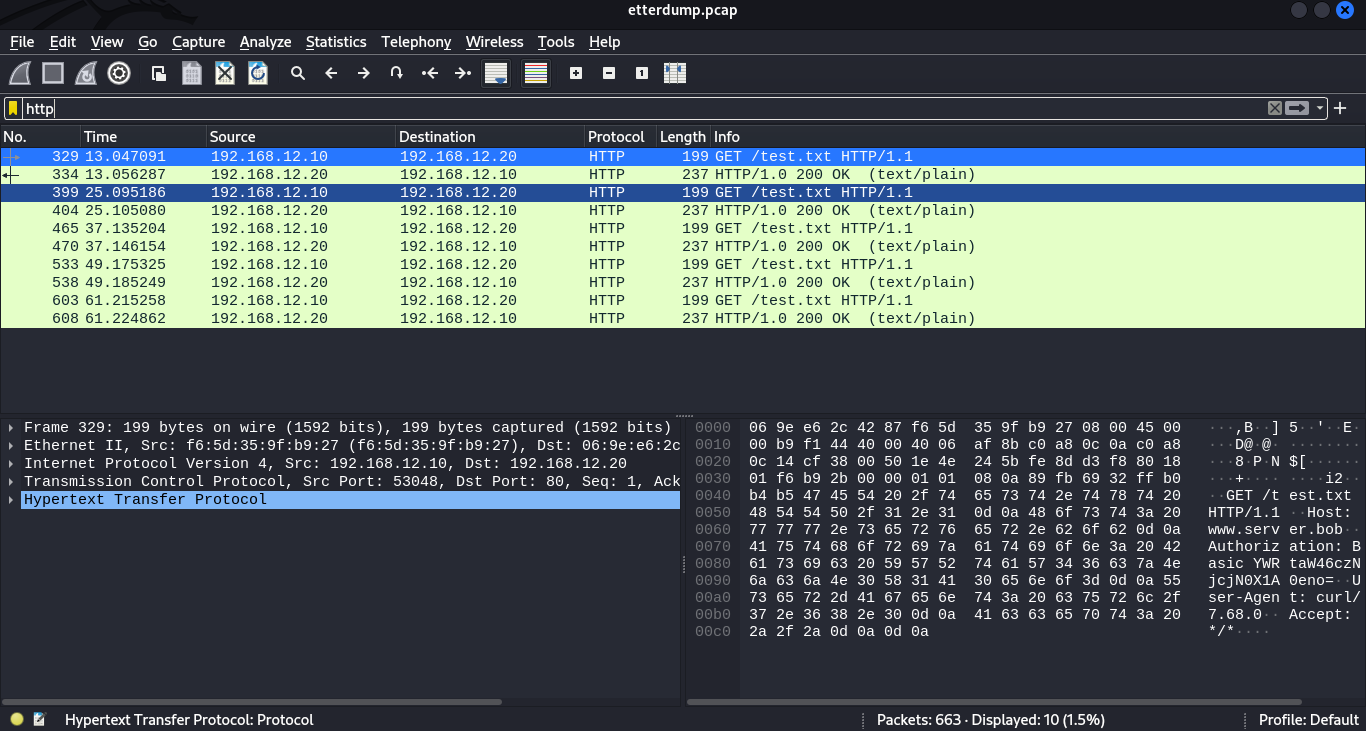 etterdump.pcap
File Edit View Go Capture Analyze Statistics Telephony Wireless Tools Help
http
No. Time Source Destination Protocol Length Info
329 13.047091 192.168.12.10 192.168.12.20 HTTP 199 GET /test.txt HTTP/1.1
334 13.056287 192.168.12.20 192.168.12.10 HTTP 237 HTTP/1.0 200 OK (text/plain)
399 25.095186 192.168.12.10 192.168.12.20 HTTP 199 GET /test.txt HTTP/1.1
404 25.105080 192.168.12.20 192.168.12.10 HTTP 237 HTTP/1.0 200 OK (text/plain)
465 37.135204 192.168.12.10 192.168.12.20 HTTP 199 GET /test.txt HTTP/1.1
470 37.146154 192.168.12.20 192.168.12.10 HTTP 237 HTTP/1.0 200 OK (text/plain)
533 49.175325 192.168.12.10 192.168.12.20 HTTP 199 GET /test.txt HTTP/1.1
538 49.185249 192.168.12.20 192.168.12.10 HTTP 237 HTTP/1.0 200 OK (text/plain)
603 61.215258 192.168.12.10 192.168.12.20 HTTP 199 GET /test.txt HTTP/1.1
608 61.224862 192.168.12.20 192.168.12.10 HTTP 237 HTTP/1.0 200 OK (text/plain)
Frame 329: 199 bytes on wire (1592 bits), 199 bytes captured (1592 bits)
Ethernet II, Src: f6:5d:35:9f:b9:27 (f6:5d:35:9f:b9:27), Dst: 06:9e:e6:2c
Internet Protocol Version 4, Src: 192.168.12.10, Dst: 192.168.12.20
Transmission Control Protocol, Src Port: 53048, Dst Port: 80, Seq: 1, Ack
Hypertext Transfer Protocol
0000 06 9e e6 2c 42 87 f6 5d 35 9f b9 27 08 00 45 00 ···,B··] 5··'··E·
0010 00 b9 f1 44 40 00 40 06 af 8b c0 a8 0c 0a c0 a8 ···D@·@· ········
0020 0c 14 cf 38 00 50 1e 4e 24 5b fe 8d d3 f8 80 18 ···8·P·N $[······
0030 01 f6 b9 2b 00 00 01 01 08 0a 89 fb 69 32 ff b0 ···+···· ····i2··
0040 b4 b5 47 45 54 20 2f 74 65 73 74 2e 74 78 74 20 ··GET /t est.txt
0050 48 54 54 50 2f 31 2e 31 0d 0a 48 6f 73 74 3a 20 HTTP/1.1 ··Host:
0060 77 77 77 2e 73 65 72 76 65 72 2e 62 6f 62 0d 0a www.serv er.bob··
0070 41 75 74 68 6f 72 69 7a 61 74 69 6f 6e 3a 20 42 Authoriz ation: B
0080 61 73 69 63 20 59 57 52 74 61 57 34 36 63 7a 4e asic YWR taW46czN
0090 6a 63 6a 4e 30 58 31 41 30 65 6e 6f 3d 0d 0a 55 jcjN0X1A 0eno=··U
00a0 73 65 72 2d 41 67 65 6e 74 3a 20 63 75 72 6c 2f ser-Agen t: curl/
00b0 37 2e 36 38 2e 30 0d 0a 41 63 63 65 70 74 3a 20 7.68.0·· Accept:
00c0 2a 2f 2a 0d 0a 0d 0a */*····
Hypertext Transfer Protocol: Protocol Packets: 663 · Displayed: 10 (1.5%) Profile: Default